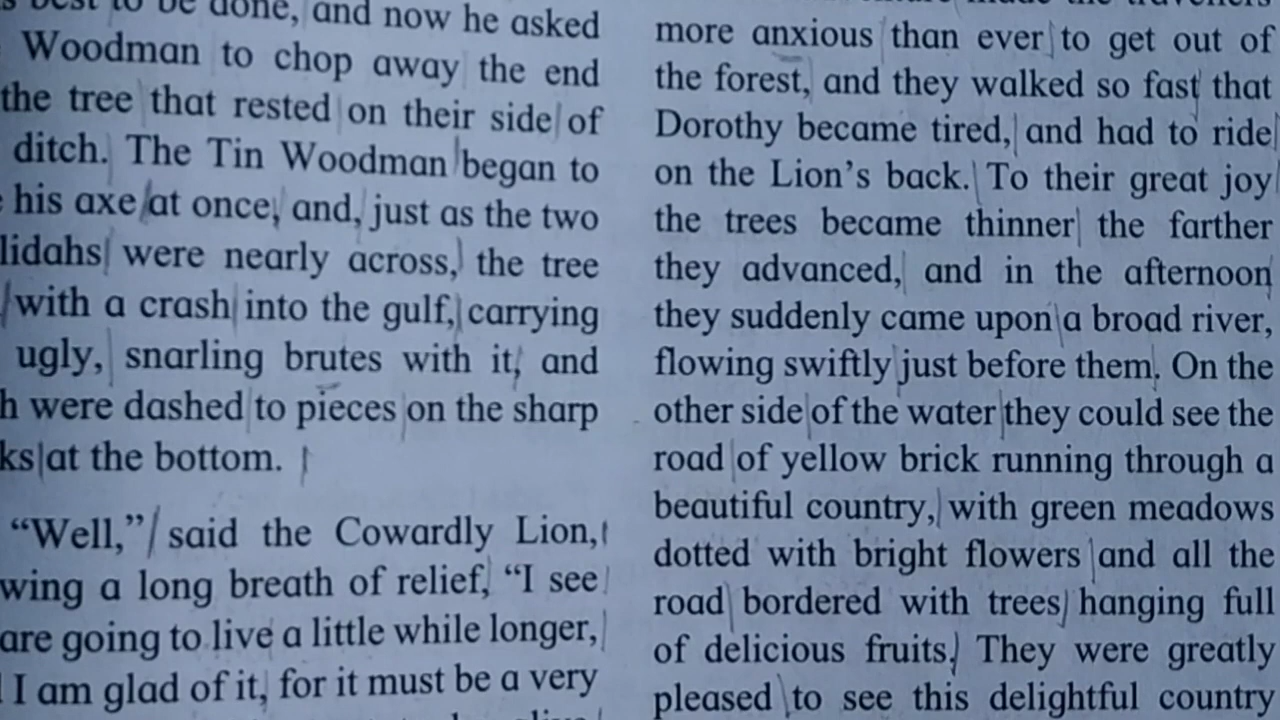 best to be done, and now he asked
Woodman to chop away the end
the tree that rested on their side of
ditch. The Tin Woodman began to
his axe at once, and, just as the two
lidahs were nearly across, the tree
with a crash into the gulf, carrying
ugly, snarling brutes with it, and
h were dashed to pieces on the sharp
ks at the bottom.
“Well,” said the Cowardly Lion,
wing a long breath of relief, “I see
are going to live a little while longer,
I am glad of it, for it must be a very
more anxious than ever to get out of
the forest, and they walked so fast that
Dorothy became tired, and had to ride
on the Lion’s back. To their great joy
the trees became thinner the farther
they advanced, and in the afternoon
they suddenly came upon a broad river,
flowing swiftly just before them. On the
other side of the water they could see the
road of yellow brick running through a
beautiful country, with green meadows
dotted with bright flowers and all the
road bordered with trees hanging full
of delicious fruits. They were greatly
pleased to see this delightful country